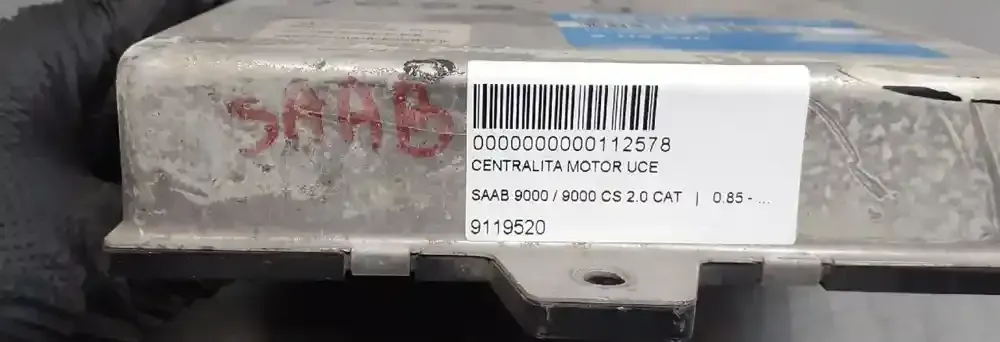 SAAB
0000000000112578
CENTRALITA MOTOR UCE
SAAB 9000 / 9000 CS 2.0 CAT | 0.85 - ...
9119520